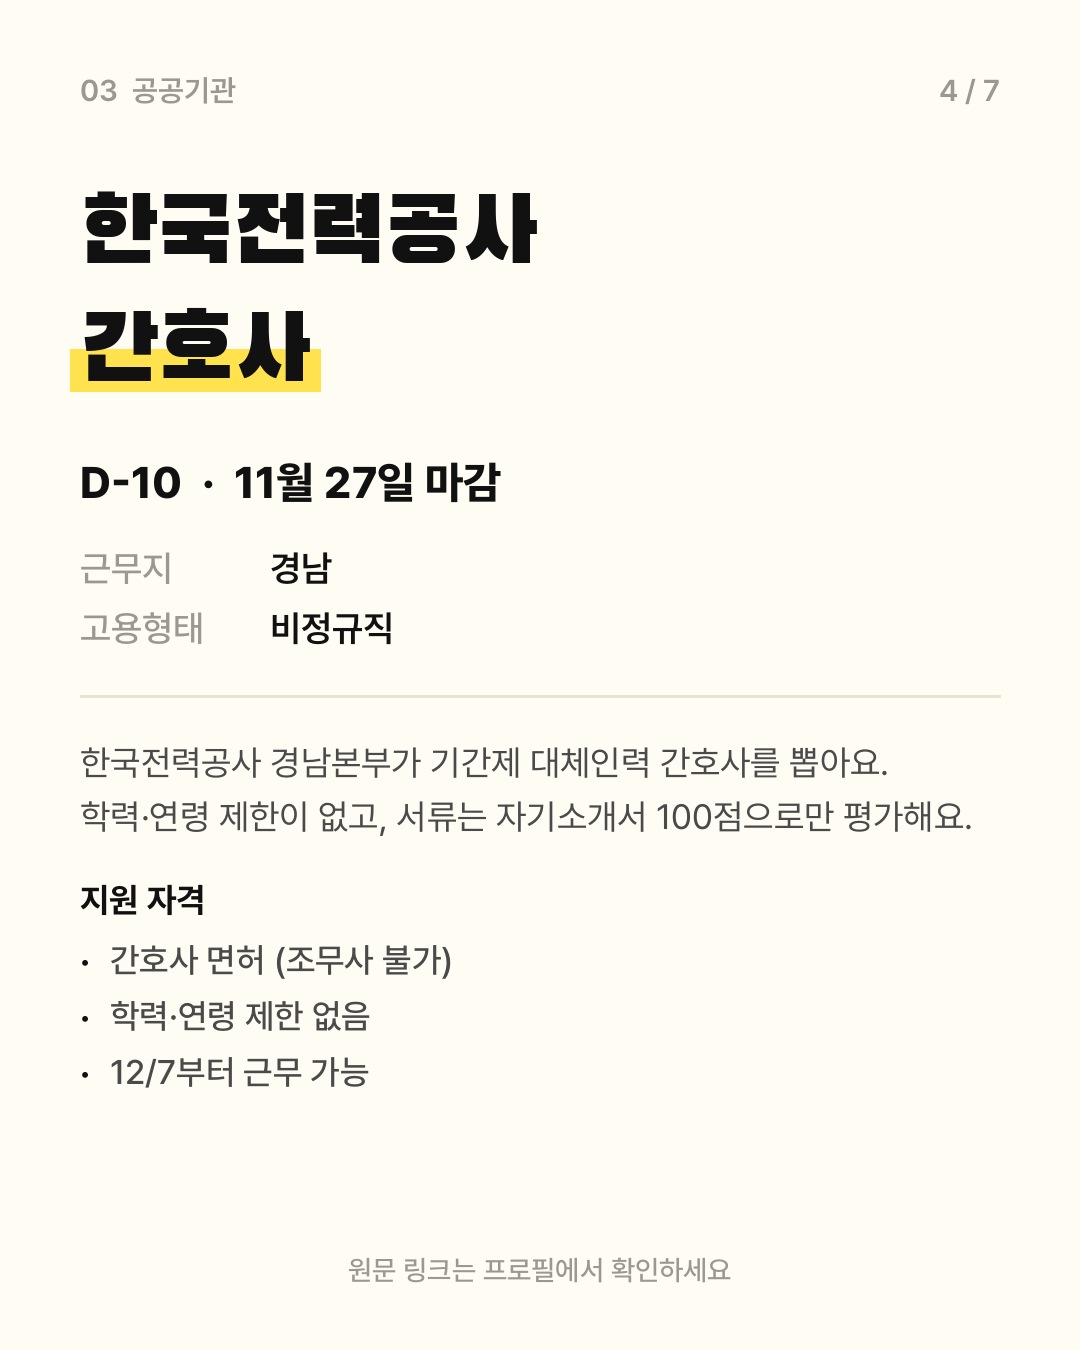 03 공공기관
4 / 7
한국전력공사
간호사
D-10 · 11월 27일 마감
근무지 경남
고용형태 비정규직
한국전력공사 경남본부가 기간제 대체인력 간호사를 뽑아요.
학력·연령 제한이 없고, 서류는 자기소개서 100점으로만 평가해요.
지원 자격
· 간호사 면허 (조무사 불가)
· 학력·연령 제한 없음
· 12/7부터 근무 가능
원문 링크는 프로필에서 확인하세요